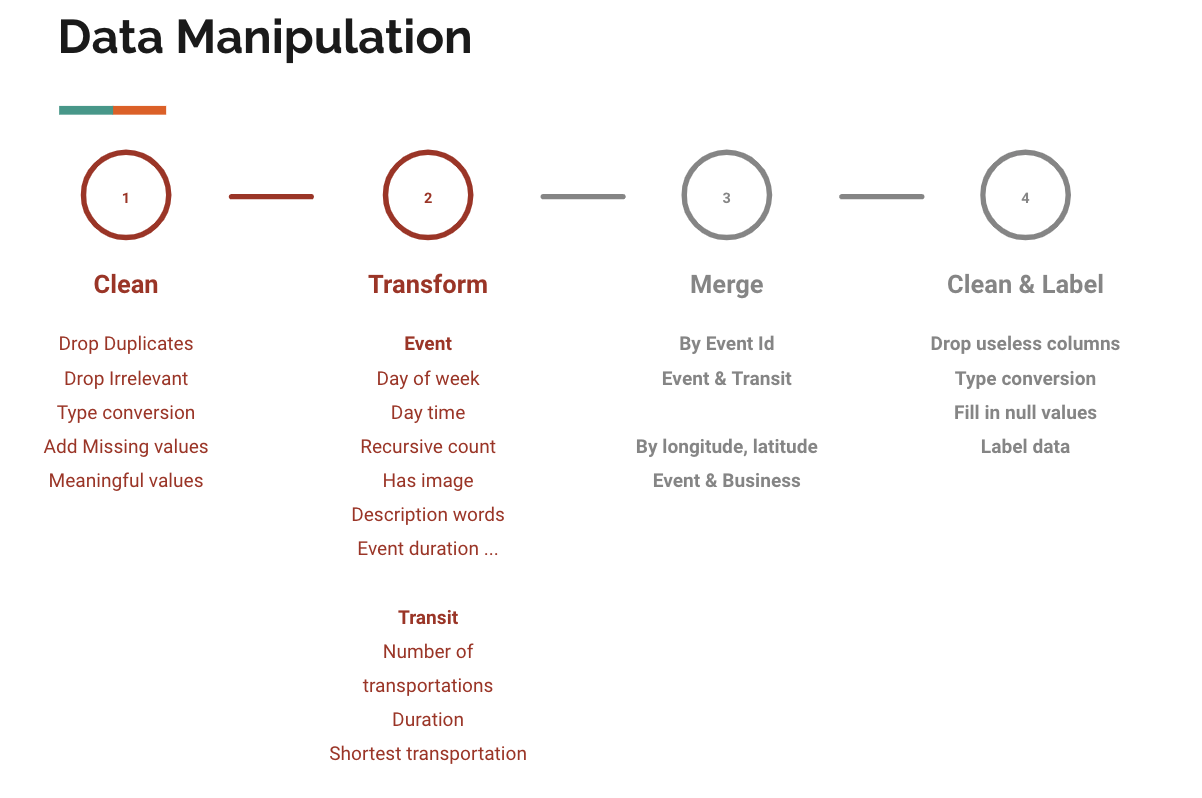 Data Manipulation
1
Clean
Drop Duplicates
Drop Irrelevant
Type conversion
Add Missing values
Meaningful values
2
Transform
Event
Day of week
Day time
Recursive count
Has image
Description words
Event duration ...
Transit
Number of
transportations
Duration
Shortest transportation
3
Merge
By Event Id
Event & Transit
By longitude, latitude
Event & Business
4
Clean & Label
Drop useless columns
Type conversion
Fill in null values
Label data